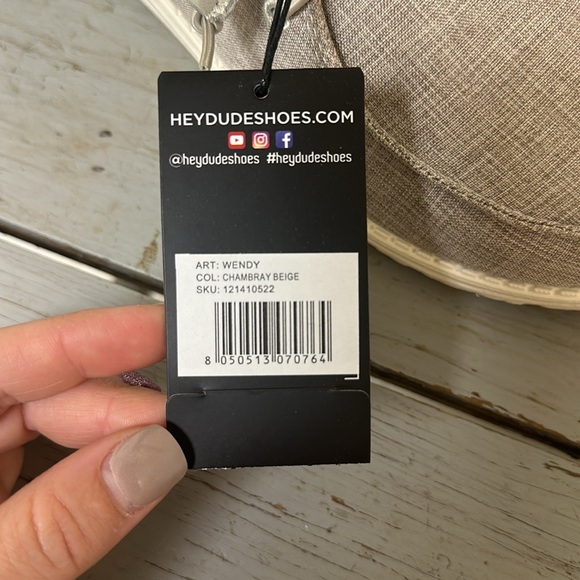 HEYDUDESHOES.COM
@heydudeshoes #heydudeshoes
ART: WENDY
COL: CHAMBRAY BEIGE
SKU: 121410522
8 050513 070764